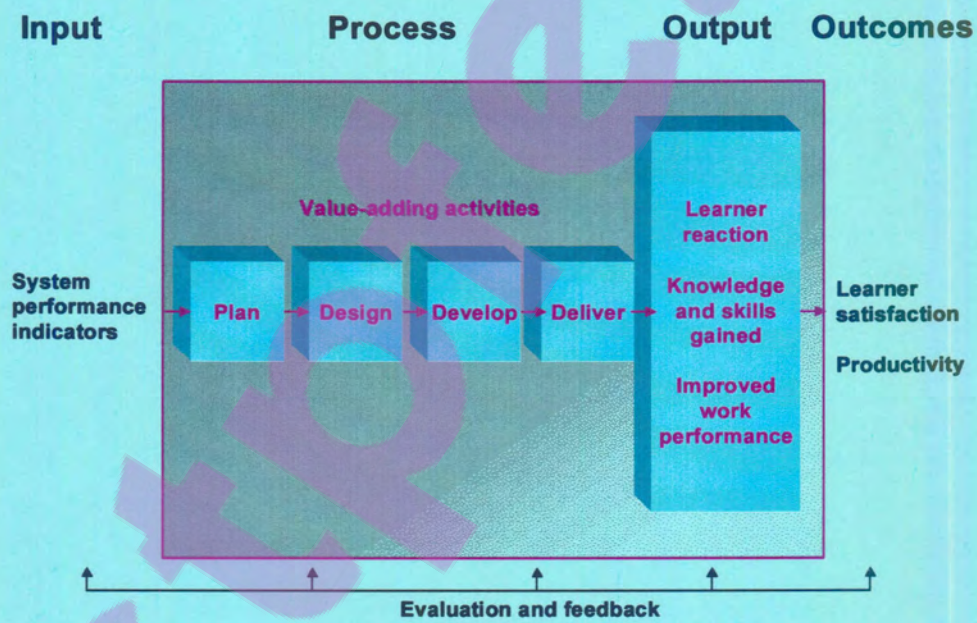 Input Process Output Outcomes
Value-adding activities
System
performance
indicators
Plan
Design
Develop
Deliver
Learner
reaction
Knowledge
and skills
gained
Improved
work
performance
Learner
satisfaction
Productivity
Evaluation and feedback